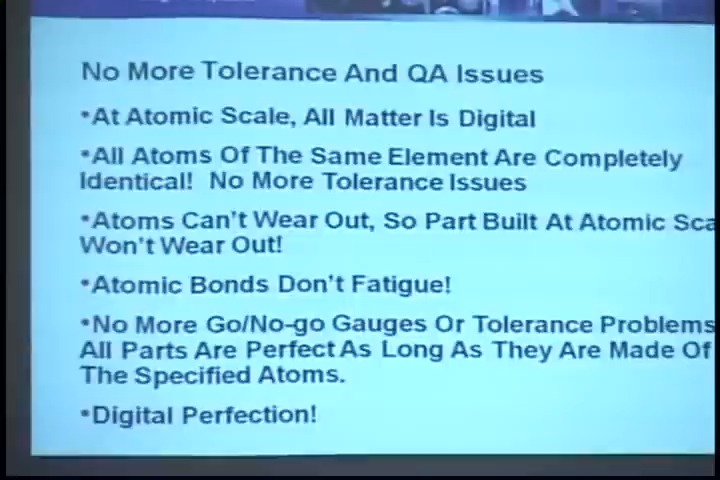 No More Tolerance And QA Issues
•At Atomic Scale, All Matter Is Digital
•All Atoms Of The Same Element Are Completely
Identical!  No More Tolerance Issues
•Atoms Can't Wear Out, So Part Built At Atomic Sca
Won't Wear Out!
•Atomic Bonds Don't Fatigue!
•No More Go/No-go Gauges Or Tolerance Problems
All Parts Are Perfect As Long As They Are Made Of
The Specified Atoms.
•Digital Perfection!